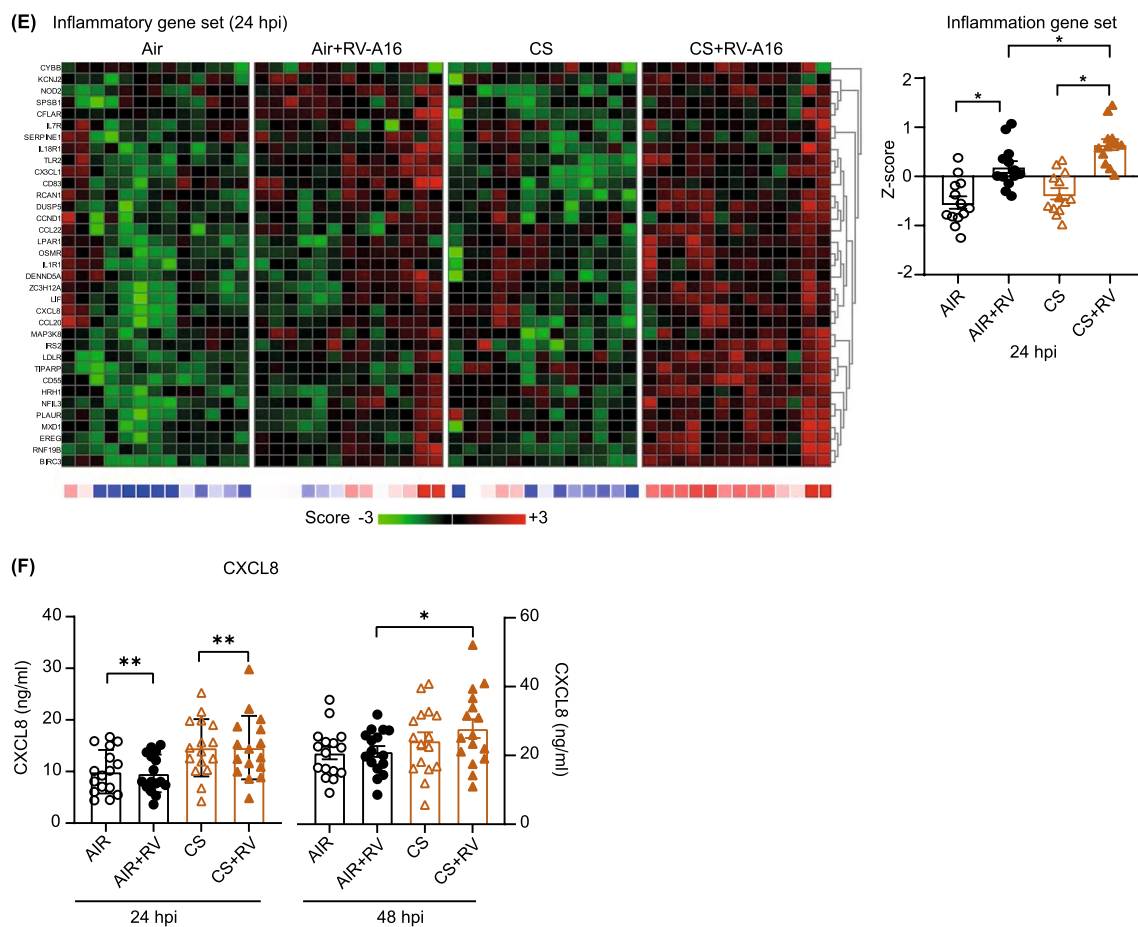 (E) Inflammatory gene set (24 hpi)
Air
Air+RV-A16
CS
CS+RV-A16
CYBB
KCNJ2
NOD2
SPSB1
CFLAR
IL7R
SERPINE1
IL18R1
TLR2
CX3CL1
CD83
RCAN1
DUSP5
CCND1
CCL22
LPAR1
OSMR
IL1R1
DENND5A
ZC3H12A
LIF
CXCL8
CCL20
MAP3K8
IRS2
LDLR
TIPARP
CD55
HRH1
NFIL3
PLAUR
MXD1
EREG
RNF19B
BIRC3
Score -3
+3
Inflammation gene set
*
*
*
Z-score
2
1
0
-1
-2
AIR
AIR+RV
CS
CS+RV
24 hpi
(F)
CXCL8
CXCL8 (ng/ml)
40
30
20
10
0
**
**
AIR
AIR+RV
CS
CS+RV
24 hpi
*
AIR
AIR+RV
CS
CS+RV
48 hpi
60
40
20
0
CXCL8 (ng/ml)